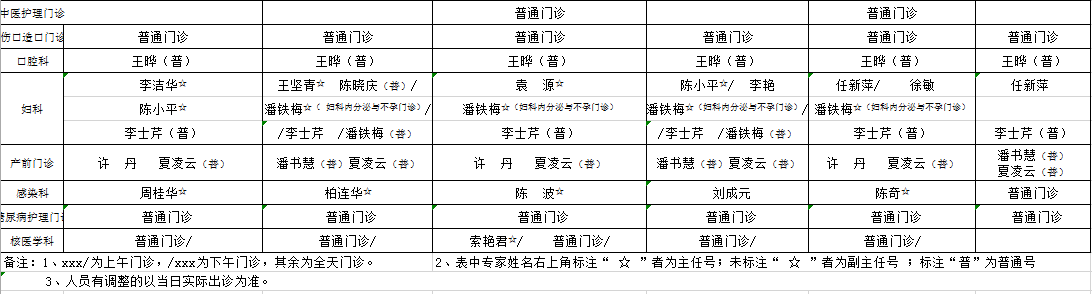 中医护理门诊 普通门诊 普通门诊
伤口造口门诊 普通门诊 普通门诊 普通门诊 普通门诊 普通门诊 普通门诊
口腔科 王晔（普） 王晔（普） 王晔（普） 王晔（普） 王晔（普） 王晔（普）
李洁华☆ 王坚青☆ 陈晓庆（普）/ 袁 源☆ 陈小平☆/ 李艳 任新萍/ 徐敏 任新萍
妇科 陈小平☆ 潘铁梅☆（ 妇科内分泌与不孕门诊）/ 潘铁梅☆（妇科内分泌与不孕门诊） 潘铁梅☆（妇科内分泌与不孕门诊）/ 潘铁梅☆（妇科内分泌与不孕门诊）
李士芹（普） /李士芹 /潘铁梅（普） 李士芹（普） /李士芹 /潘铁梅（普） 李士芹（普） 李士芹（普）
产前门诊 许 丹 夏凌云（普） 潘书慧（普）夏凌云（普） 许 丹 夏凌云（普） 潘书慧（普）夏凌云（普） 许 丹 夏凌云（普） 潘书慧（普）
夏凌云（普）
感染科 周桂华☆ 柏连华☆ 陈 波☆ 刘成元 陈奇☆ 普通门诊
尿病护理门 普通门诊 普通门诊 普通门诊 普通门诊 普通门诊 普通门诊
核医学科 普通门诊/ 普通门诊/ 索艳君☆/ 普通门诊/ 普通门诊/ 普通门诊/
备注：1、xxx/为上午门诊，/xxx为下午门诊，其余为全天门诊。 2、表中专家姓名右上角标注“ ☆ ”者为主任号；未标注“ ☆ ”者为副主任号 ；标注“普”为普通号
3、人员有调整的以当日实际出诊为准。